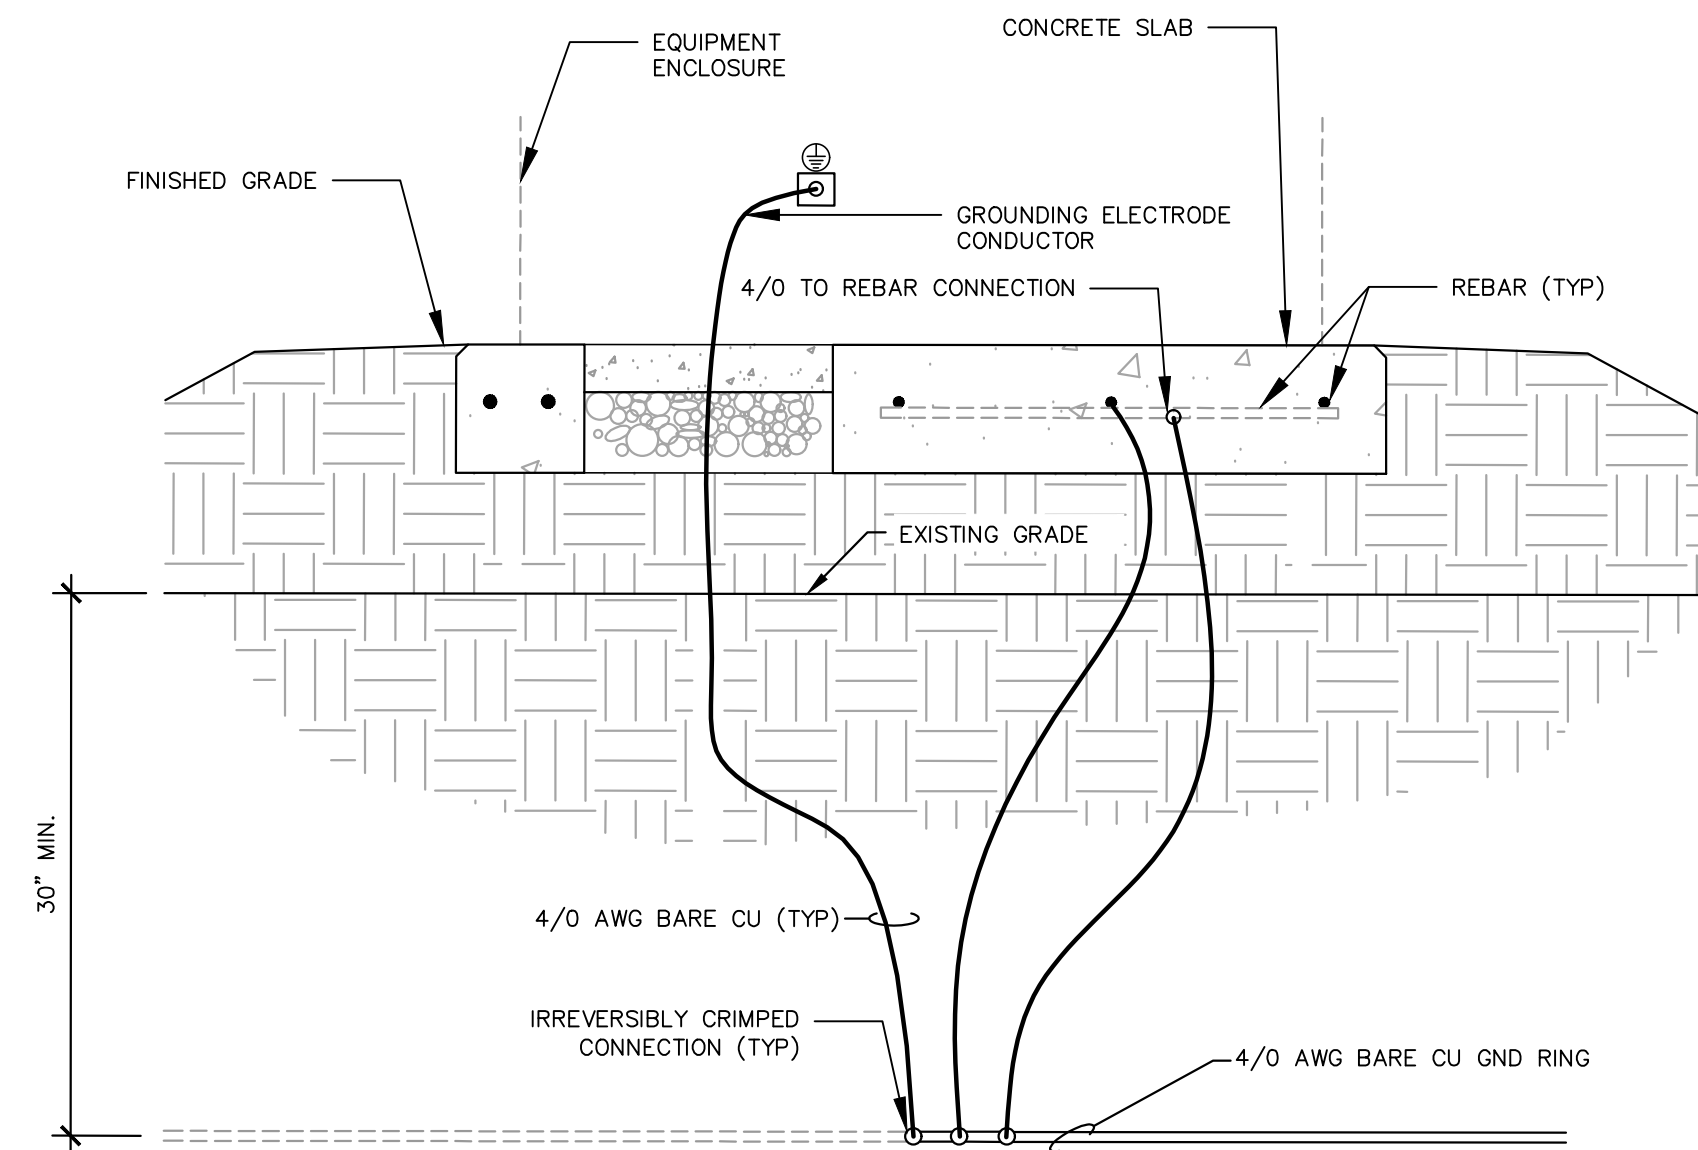 CONCRETE SLAB
EQUIPMENT
ENCLOSURE
FINISHED GRADE
GROUNDING ELECTRODE
CONDUCTOR
4/0 TO REBAR CONNECTION
REBAR (TYP)
EXISTING GRADE
30" MIN.
4/0 AWG BARE CU (TYP)
IRREVERSIBLY CRIMPED
CONNECTION (TYP)
4/0 AWG BARE CU GND RING